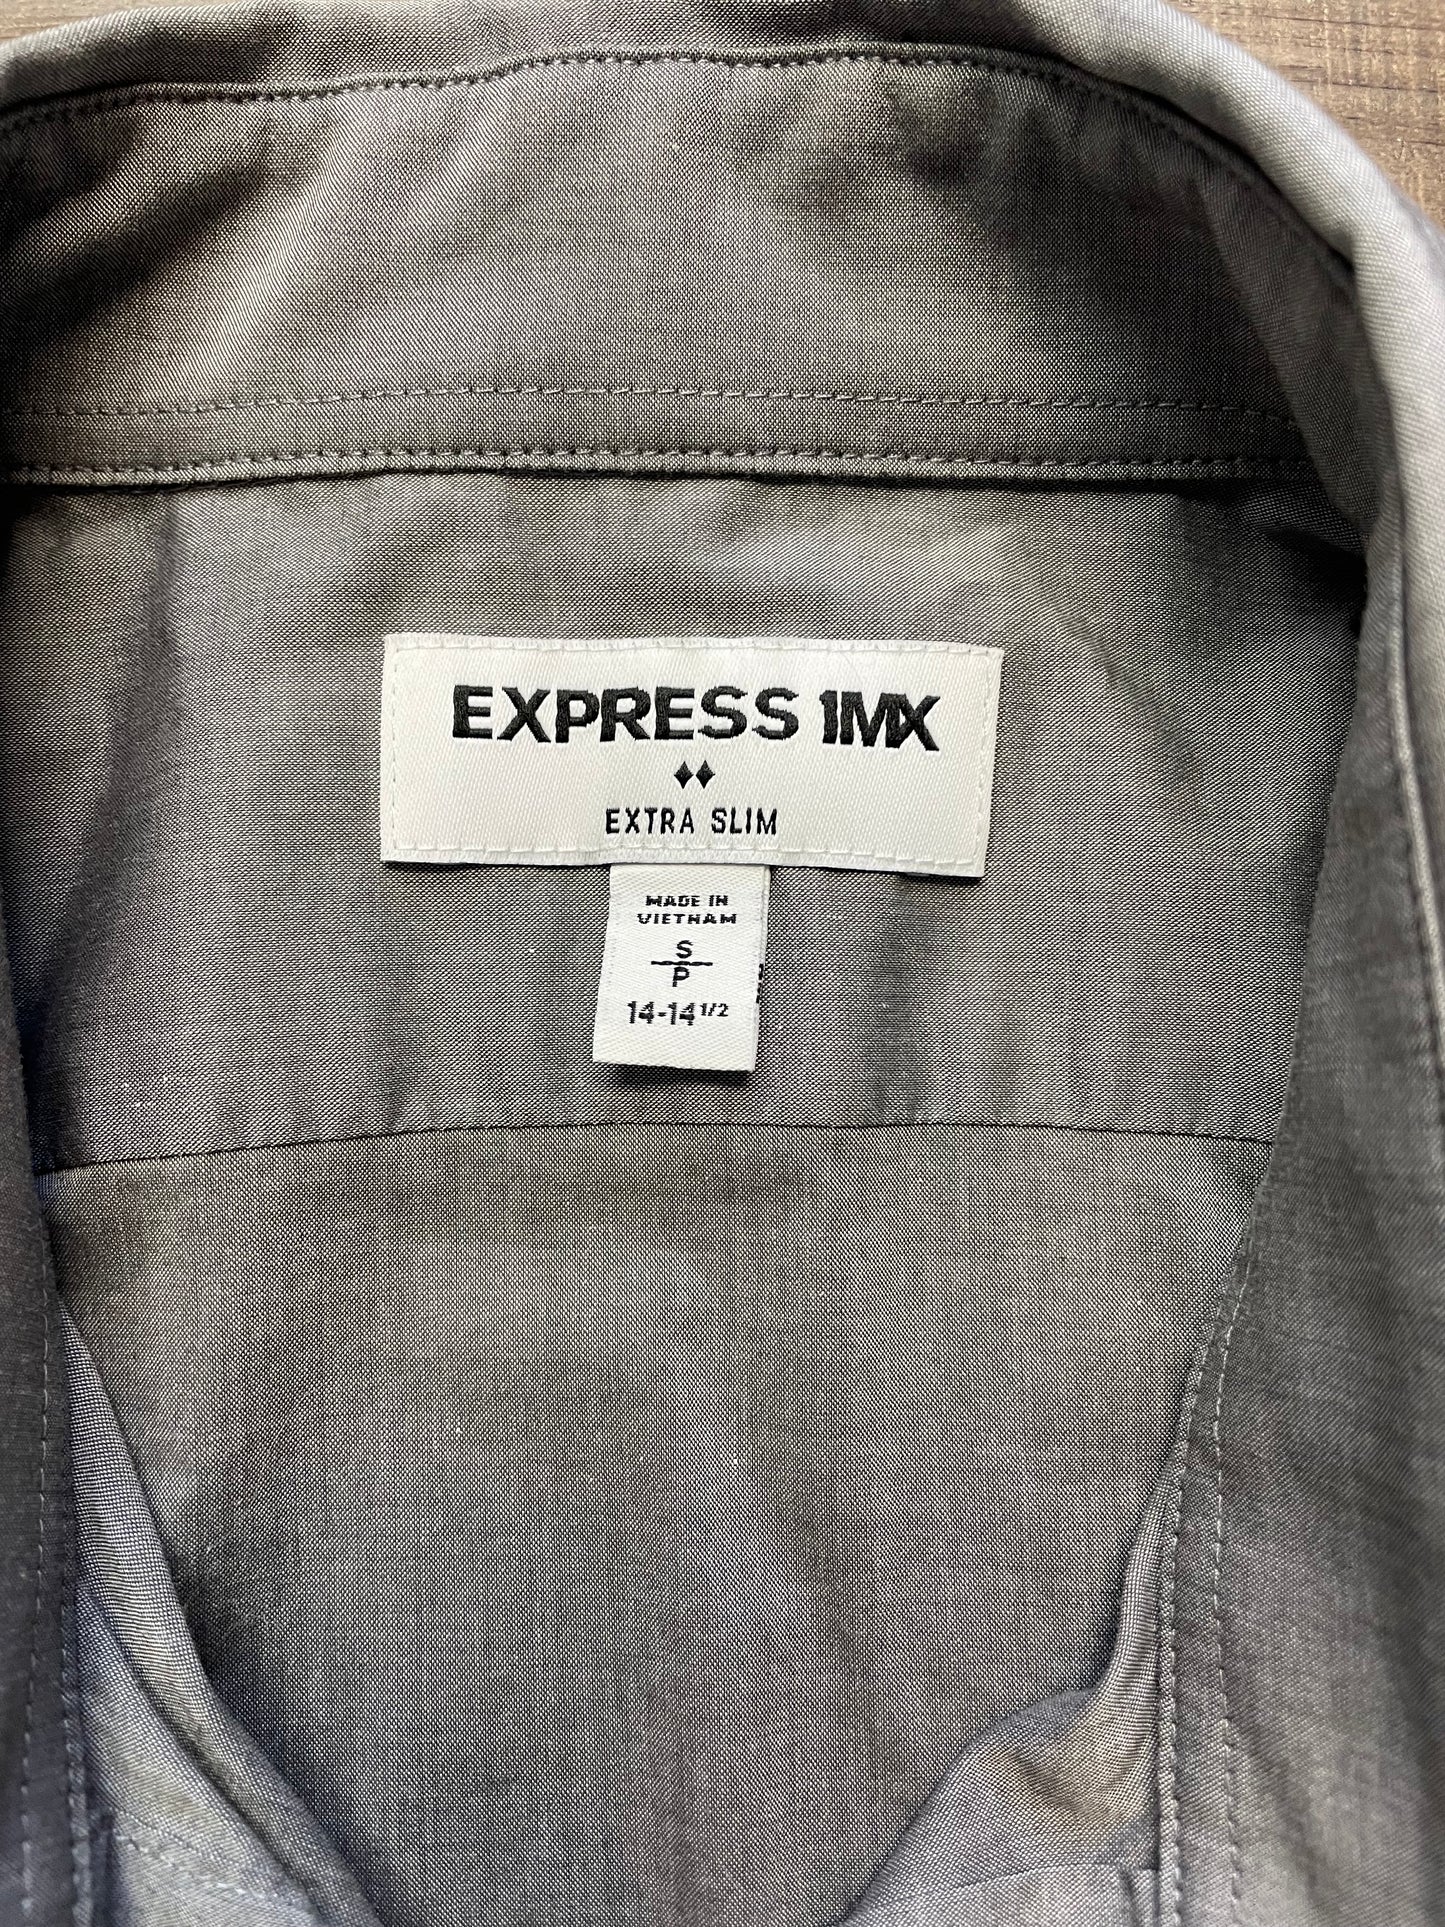 EXPRESS 1MX
EXTRA SLIM
MADE IN
VIETNAM
S
P
14-14 1/2